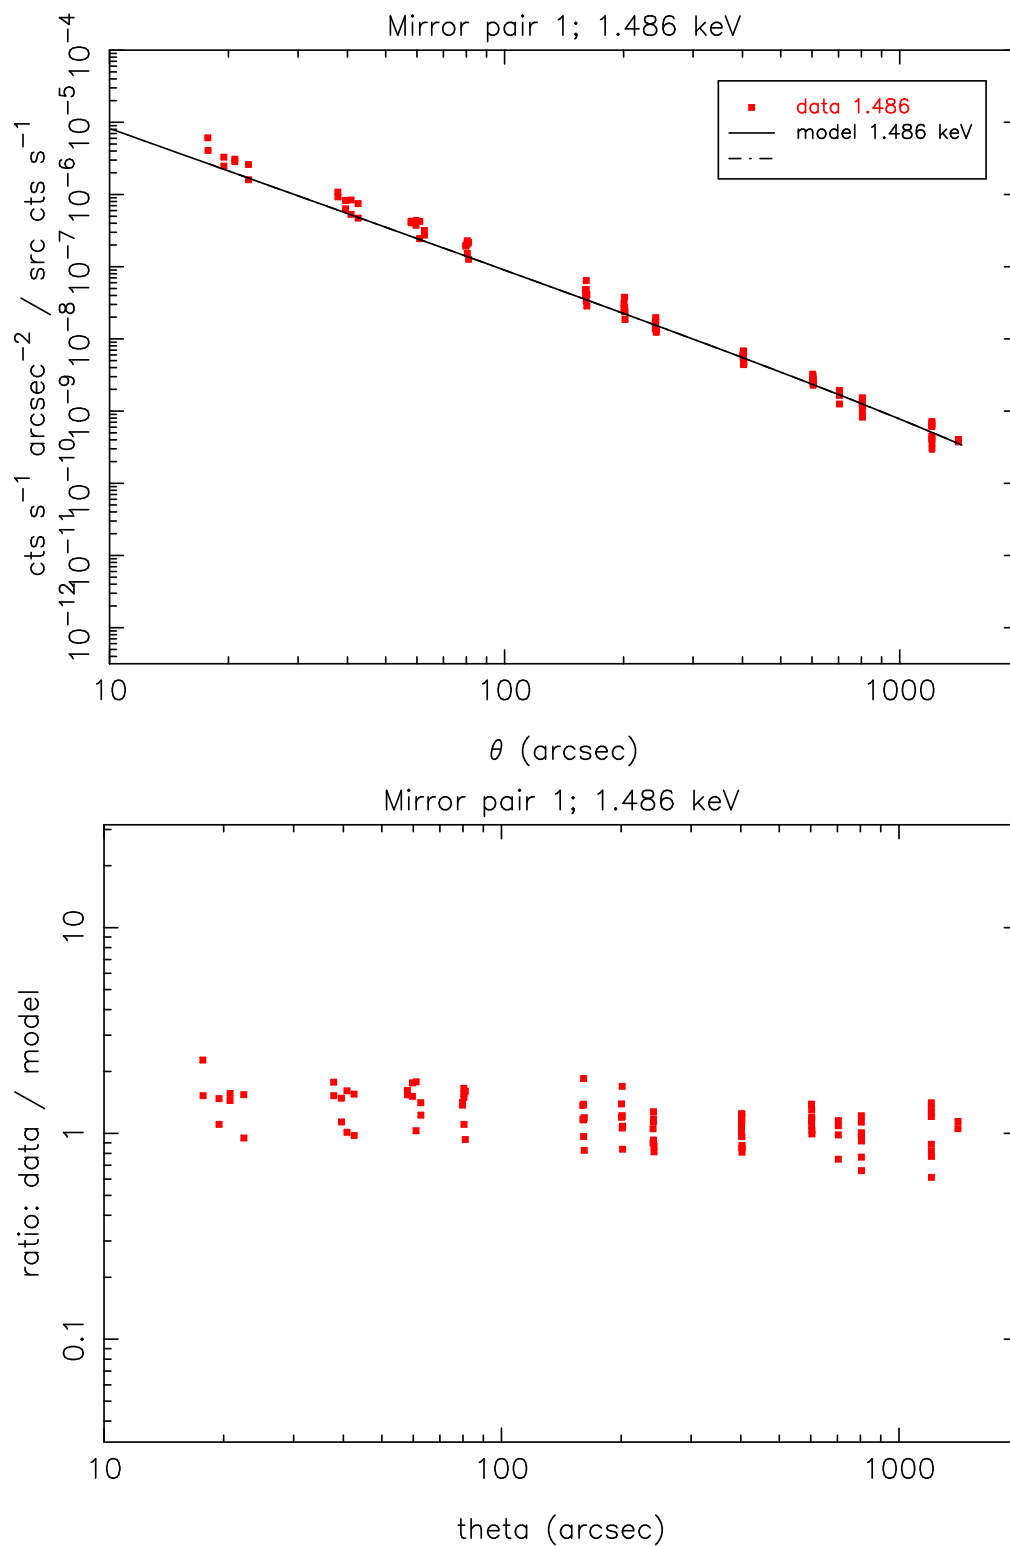 Mirror pair 1; 1.486 keV
cts s⁻¹ arcsec⁻² / src cts s⁻¹
10⁻⁴
10⁻⁵
10⁻⁶
10⁻⁷
10⁻⁸
10⁻⁹
10⁻¹⁰
10⁻¹¹
10⁻¹²
data 1.486
model 1.486 keV
10 100 1000
θ (arcsec)
Mirror pair 1; 1.486 keV
ratio: data / model
10
1
0.1
10 100 1000
theta (arcsec)